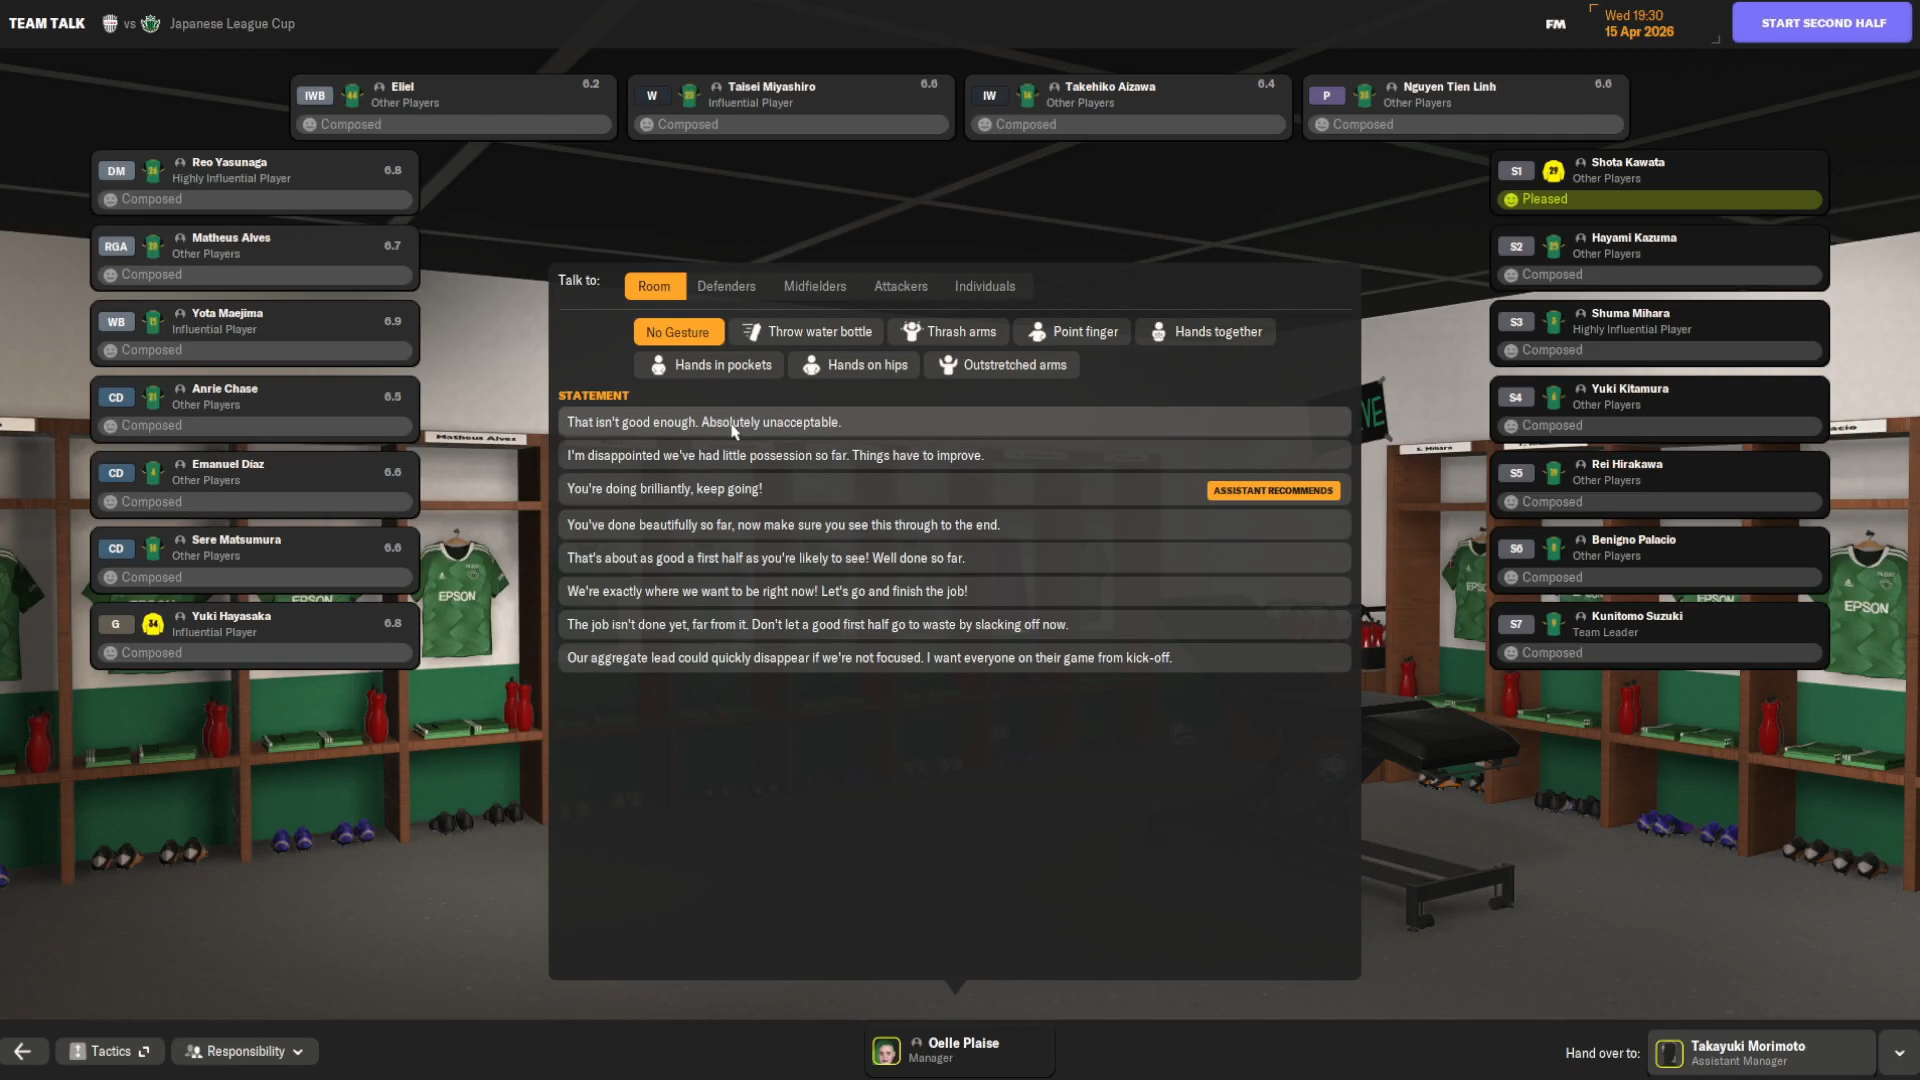 TEAM TALK
vs
Japanese League Cup
FM
Wed 19:30
15 Apr 2026
START SECOND HALF
IWB
Eliel
6.2
Other Players
Composed
W
Taisei Miyashiro
6.6
Influential Player
Composed
IW
Takehiko Aizawa
6.4
Other Players
Composed
P
Nguyen Tien Linh
6.6
Other Players
Composed
DM
Reo Yasunaga
6.8
Highly Influential Player
Composed
RGA
Matheus Alves
6.7
Other Players
Composed
WB
Yota Maejima
6.9
Influential Player
Composed
CD
Anrie Chase
6.5
Other Players
Composed
CD
Emanuel Díaz
6.6
Other Players
Composed
CD
Sere Matsumura
6.6
Other Players
Composed
G
34
Yuki Hayasaka
6.8
Influential Player
Composed
Matheus Alves
EPSON
EPSON
Talk to:
Room
Defenders
Midfielders
Attackers
Individuals
No Gesture
Throw water bottle
Thrash arms
Point finger
Hands together
Hands in pockets
Hands on hips
Outstretched arms
STATEMENT
That isn't good enough. Absolutely unacceptable.
I'm disappointed we've had little possession so far. Things have to improve.
You're doing brilliantly, keep going!
ASSISTANT RECOMMENDS
You've done beautifully so far, now make sure you see this through to the end.
That's about as good a first half as you're likely to see! Well done so far.
We're exactly where we want to be right now! Let's go and finish the job!
The job isn't done yet, far from it. Don't let a good first half go to waste by slacking off now.
Our aggregate lead could quickly disappear if we're not focused. I want everyone on their game from kick-off.
S1
Shota Kawata
Other Players
Pleased
S2
Hayami Kazuma
Other Players
Composed
S3
Shuma Mihara
Highly Influential Player
Composed
S4
Yuki Kitamura
Other Players
Composed
S5
Rei Hirakawa
Other Players
Composed
S6
Benigno Palacio
Other Players
Composed
S7
Kunitomo Suzuki
Team Leader
Composed
EPSON
EPSON
Tactics
Responsibility
Oelle Plaise
Manager
Hand over to:
Takayuki Morimoto
Assistant Manager